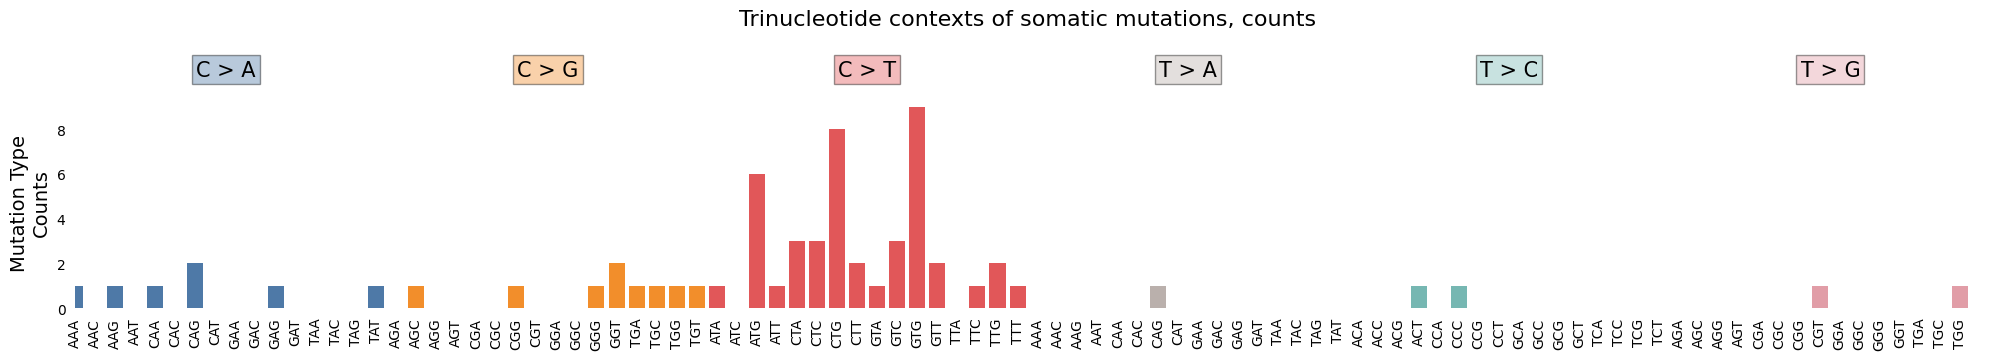 Trinucleotide contexts of somatic mutations, counts
C > A C > G C > T T > A T > C T > G
Mutation Type
Counts
8
6
4
2
0
AAA AAC AAG AAT CAA CAC CAG CAT GAA GAC GAG GAT TAA TAC TAG TAT AGA AGC AGG AGT CGA CGC CGG CGT GGA GGC GGG GGT TGA TGC TGG TGT ATA ATC ATG ATT CTA CTC CTG CTT GTA GTC GTG GTT TTA TTC TTG TTT AAA AAC AAG AAT CAA CAC CAG CAT GAA GAC GAG GAT TAA TAC TAG TAT ACA ACC ACG ACT CCA CCC CCG CCT GCA GCC GCG GCT TCA TCC TCG TCT AGA AGC AGG AGT CGA CGC CGG CGT GGA GGC GGG GGT TGA TGC TGG